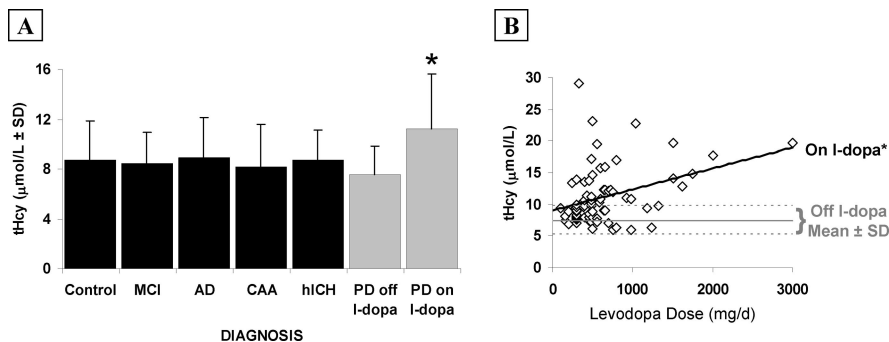 A
tHcy (µmol/L ± SD)
16
12
8
4
0
*
Control MCI AD CAA hICH PD off l-dopa PD on l-dopa
DIAGNOSIS
B
tHcy (µmol/L)
30
25
20
15
10
5
0
On l-dopa*
Off l-dopa
Mean ± SD
0 1000 2000 3000
Levodopa Dose (mg/d)